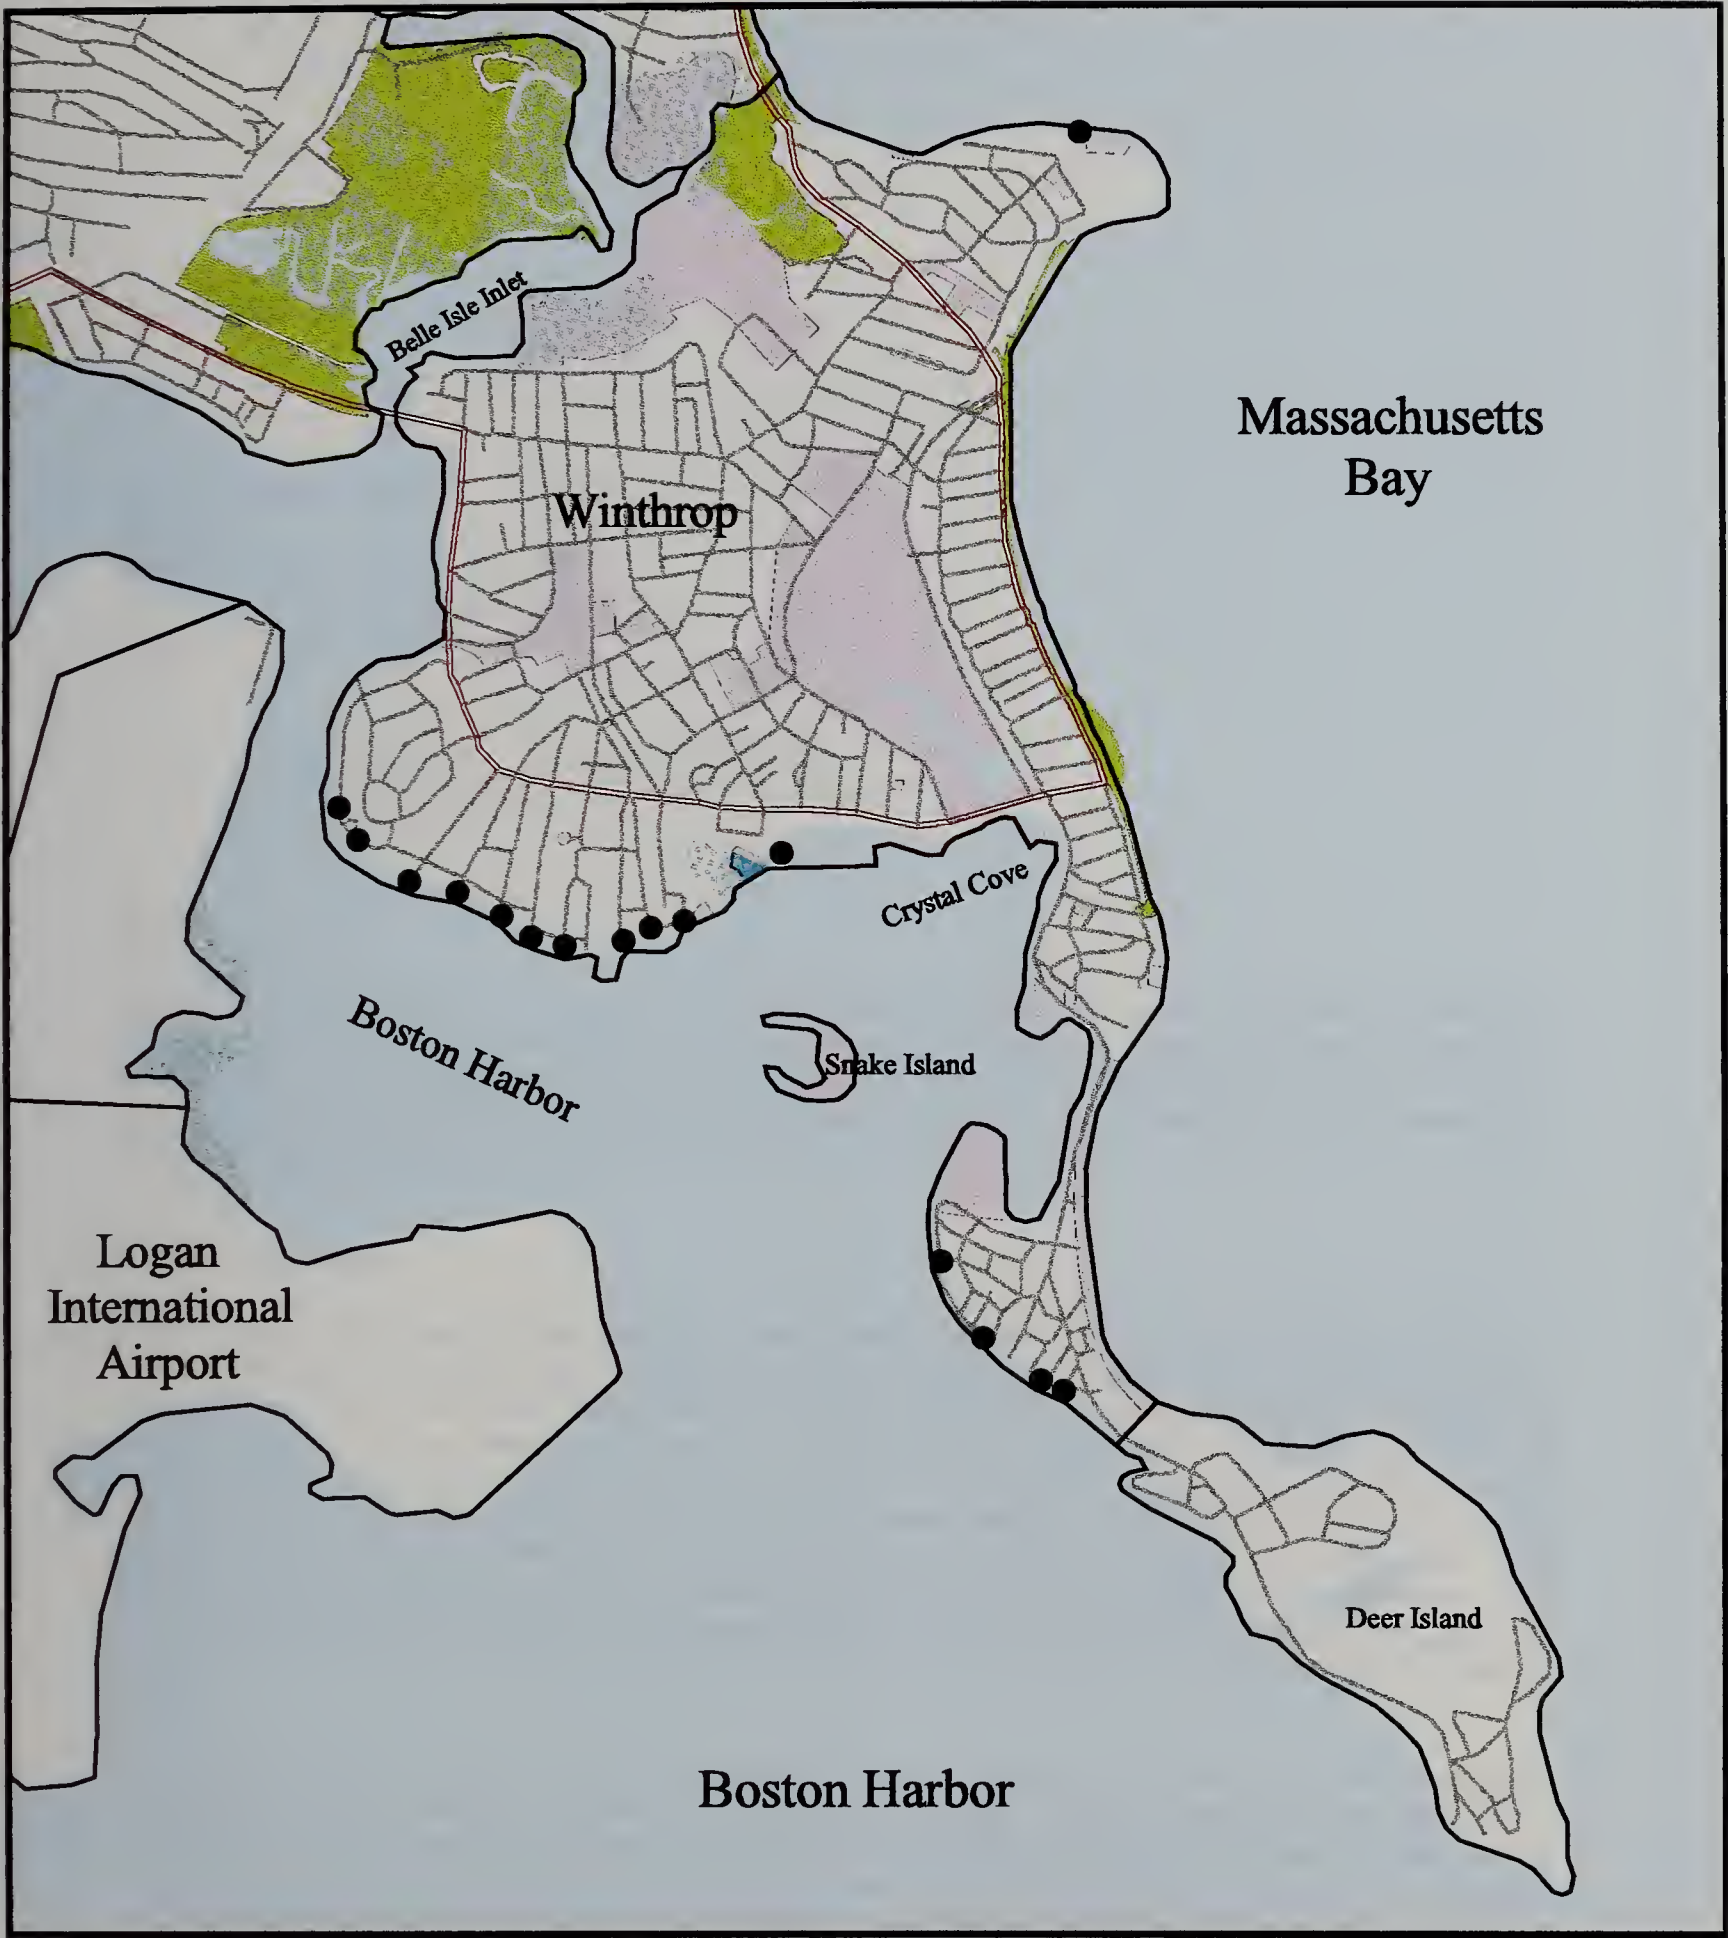 Belle Isle Inlet
Massachusetts
Bay
Winthrop
Crystal Cove
Boston Harbor
Snake Island
Logan
International
Airport
Deer Island
Boston Harbor